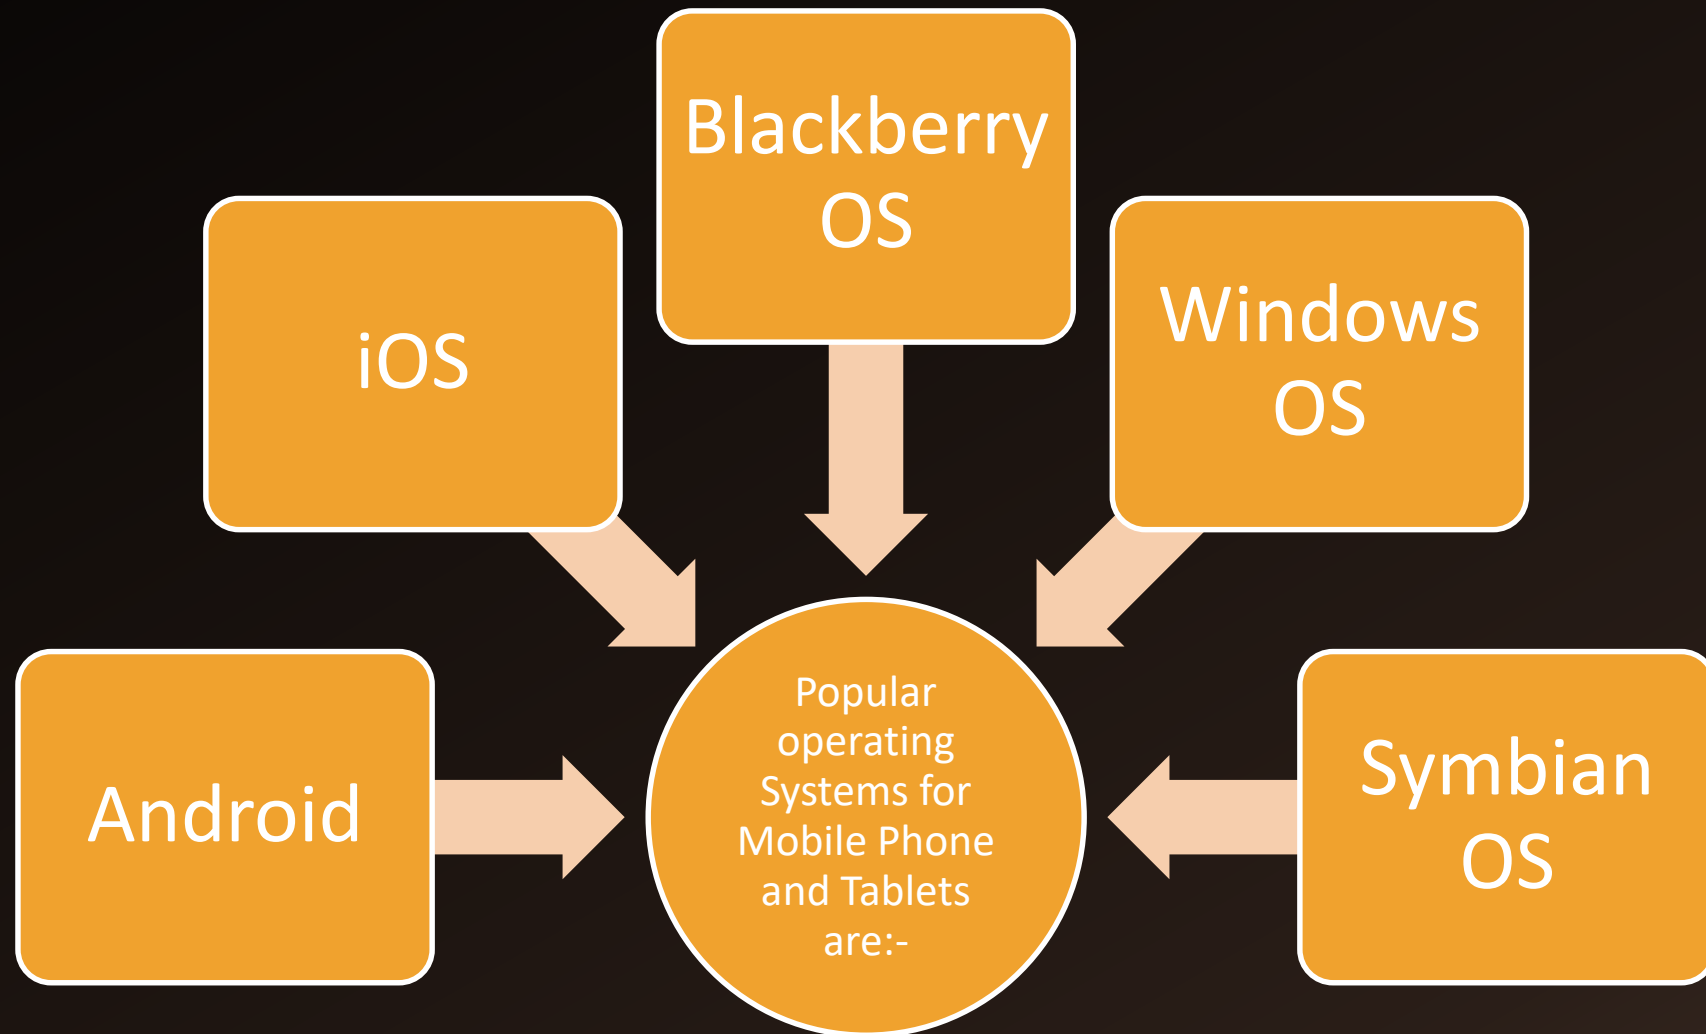 Blackberry
OS
iOS
Windows
OS
Android
Popular
operating
Systems for
Mobile Phone
and Tablets
are:-
Symbian
OS